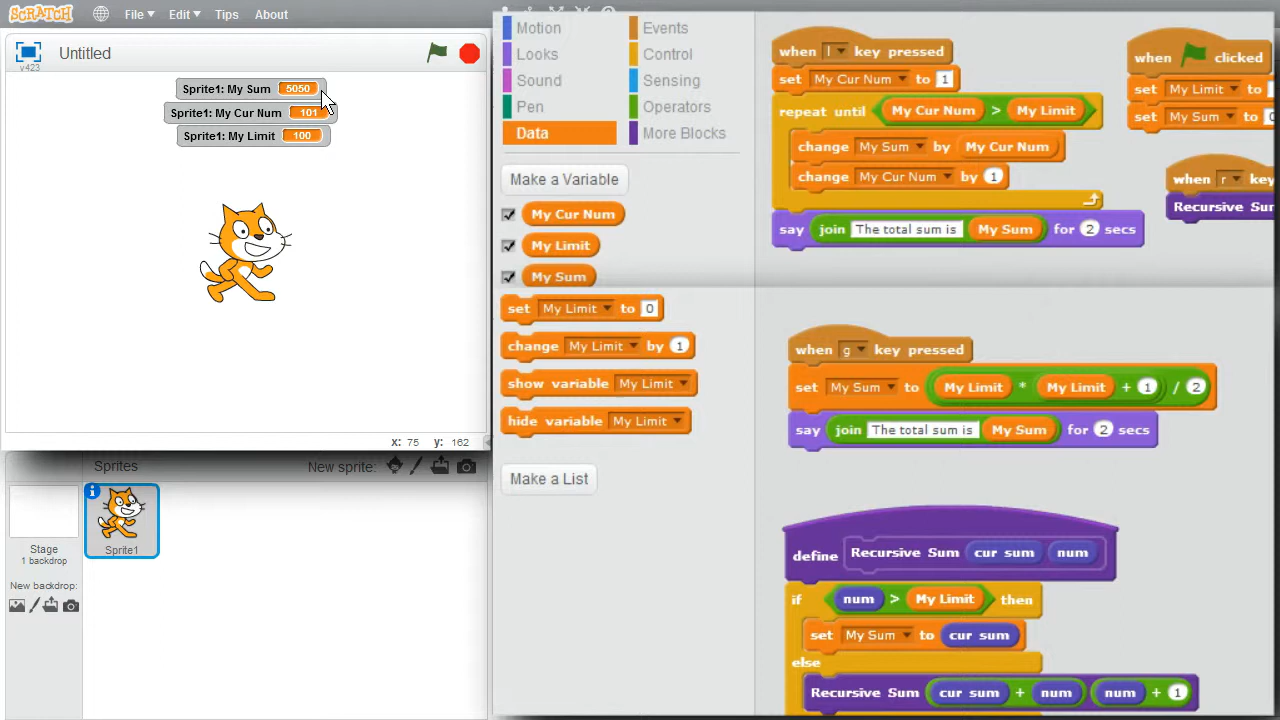 SCRATCH File Edit Tips About
v423 Untitled
Sprite1: My Sum 5050
Sprite1: My Cur Num 101
Sprite1: My Limit 100
x: 75 y: 162
Sprites New sprite:
Sprite1
Stage
1 backdrop
New backdrop:
Motion Events
Looks Control
Sound Sensing
Pen Operators
Data More Blocks
Make a Variable
My Cur Num
My Limit
My Sum
set My Limit to 0
change My Limit by 1
show variable My Limit
hide variable My Limit
Make a List
when l key pressed
set My Cur Num to 1
repeat until My Cur Num > My Limit
change My Sum by My Cur Num
change My Cur Num by 1
say join The total sum is My Sum for 2 secs
when clicked
set My Limit to
set My Sum to
when r key
Recursive Sum
when g key pressed
set My Sum to My Limit * My Limit + 1 / 2
say join The total sum is My Sum for 2 secs
define Recursive Sum cur sum num
if num > My Limit then
set My Sum to cur sum
else
Recursive Sum cur sum + num num + 1